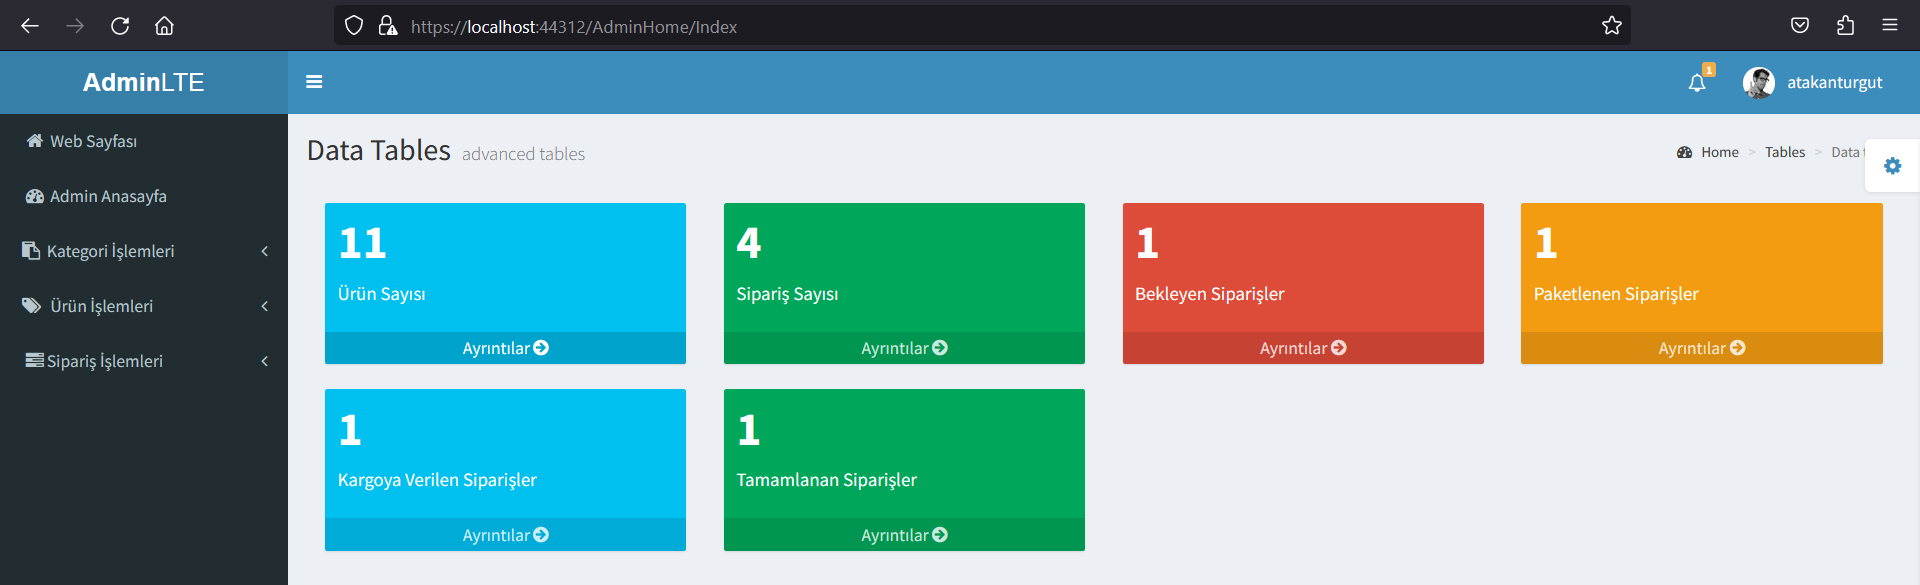 https://localhost:44312/AdminHome/Index
AdminLTE
1
atakanturgut
Web Sayfası
Admin Anasayfa
Kategori İşlemleri
Ürün İşlemleri
Sipariş İşlemleri
Data Tables advanced tables
Home > Tables > Data
11
Ürün Sayısı
Ayrıntılar
4
Sipariş Sayısı
Ayrıntılar
1
Bekleyen Siparişler
Ayrıntılar
1
Paketlenen Siparişler
Ayrıntılar
1
Kargoya Verilen Siparişler
Ayrıntılar
1
Tamamlanan Siparişler
Ayrıntılar